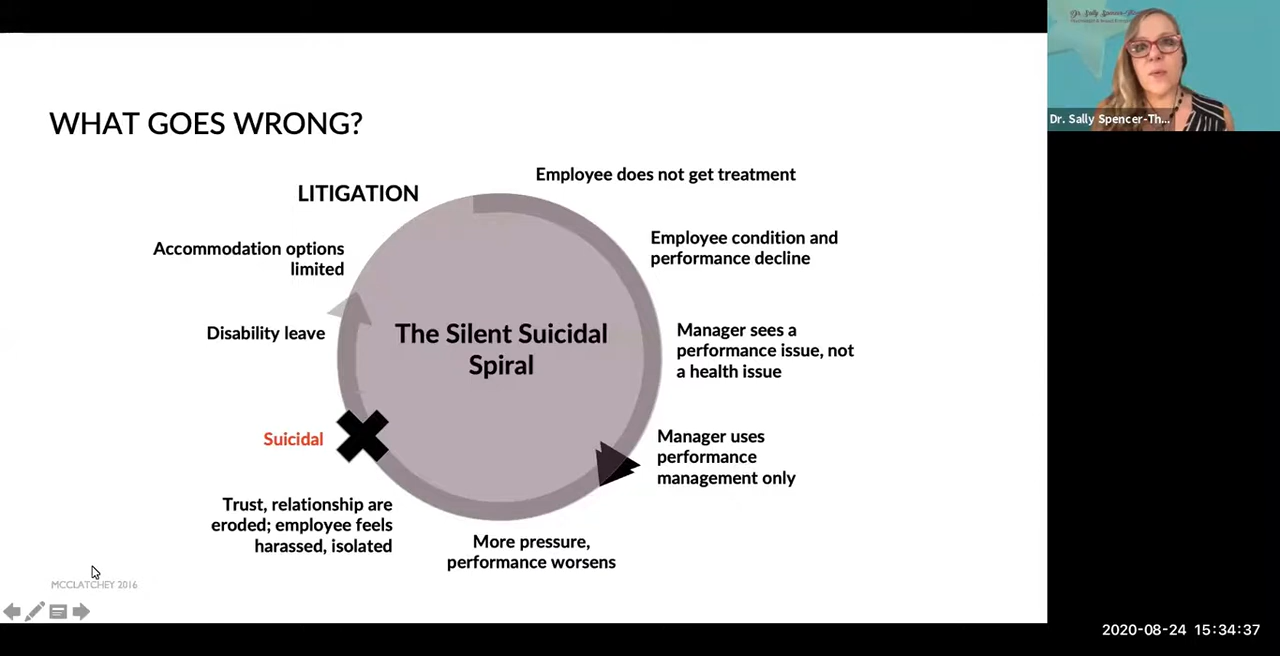 WHAT GOES WRONG?
LITIGATION
Employee does not get treatment
Employee condition and
performance decline
Manager sees a
performance issue, not
a health issue
Manager uses
performance
management only
More pressure,
performance worsens
Trust, relationship are
eroded; employee feels
harassed, isolated
Suicidal
Disability leave
Accommodation options
limited
The Silent Suicidal
Spiral
MCCLATCHEY 2016
Dr. Sally Spencer-Th...
2020-08-24 15:34:37